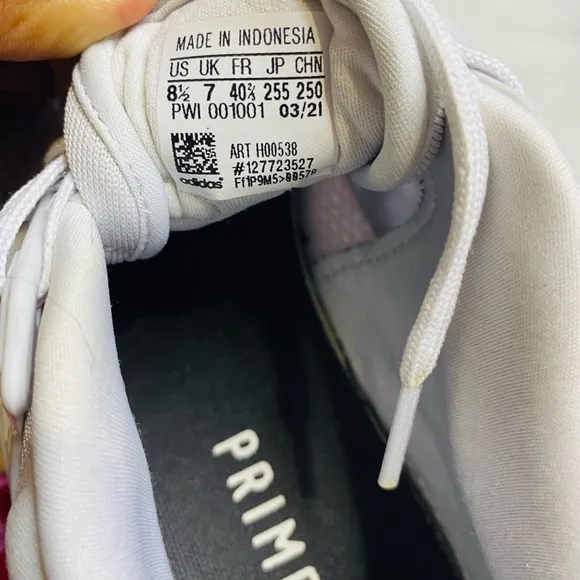 MADE IN INDONESIA
US UK FR JP CHN
8½ 7 40⅔ 255 250
PWI 001001 03/21
ART H00538
#127723527
adidas
PRIME